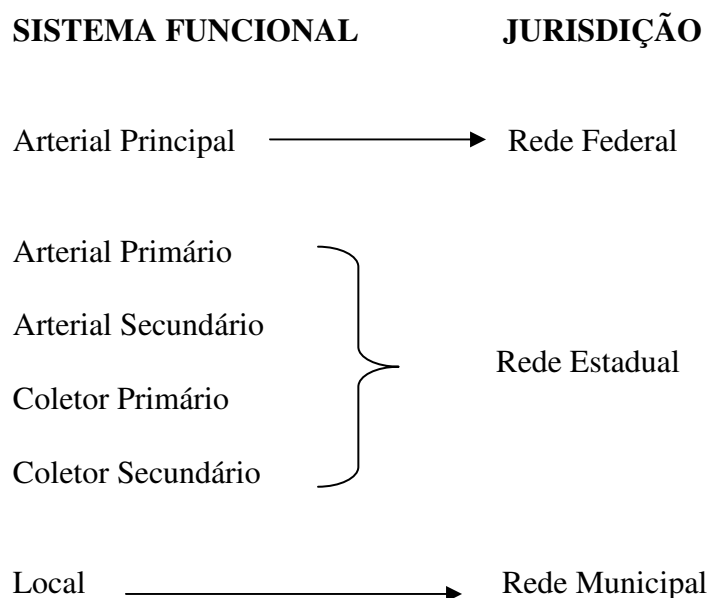 SISTEMA FUNCIONAL JURISDIÇÃO
Arterial Principal Rede Federal
Arterial Primário
Arterial Secundário
Rede Estadual
Coletor Primário
Coletor Secundário
Local Rede Municipal